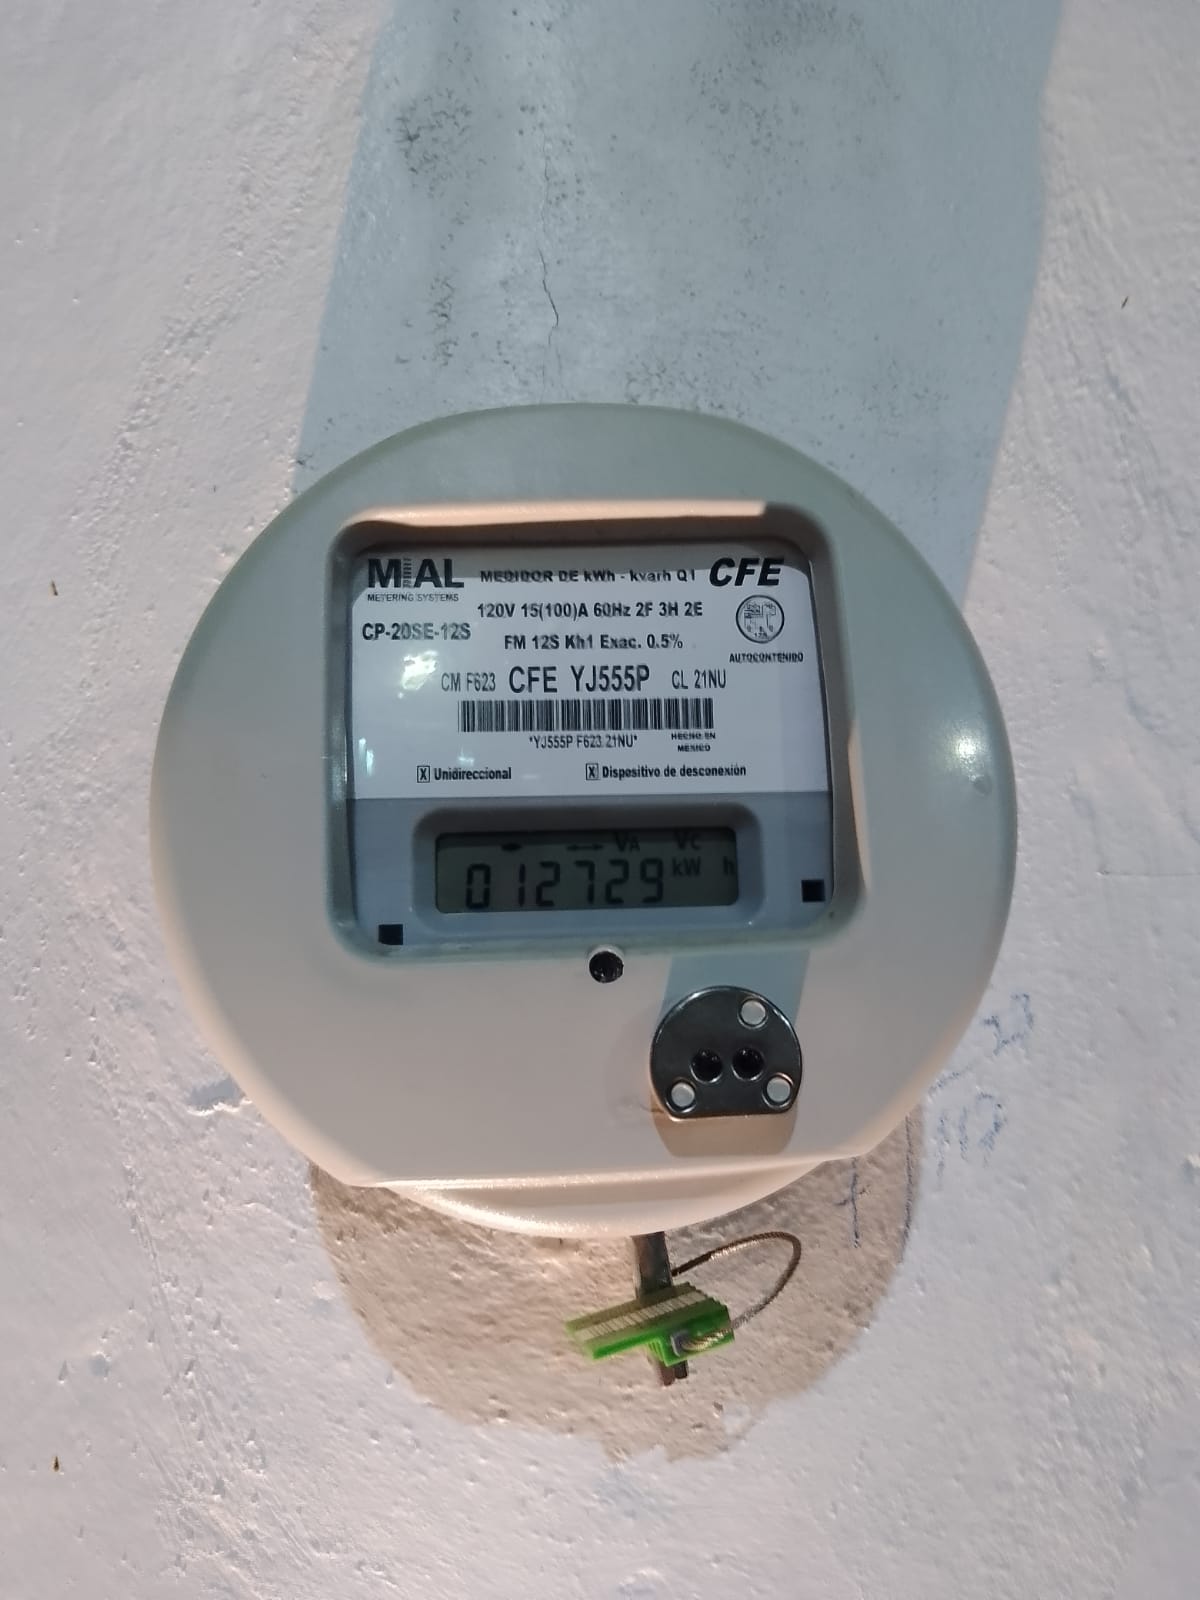 MIAL MEDIDOR DE kWh - kvarh Q1 CFE
METERING SYSTEMS
120V 15(100)A 60Hz 2F 3H 2E
CP-20SE-12S
FM 12S Kh1 Exac. 0.5%
AUTOCONTENIDO
CM F623 CFE YJ555P CL 21NU
*YJ555P F623 21NU*
HECHO EN
MEXICO
X Unidireccional X Dispositivo de desconexión
VA VC
012729 kW h